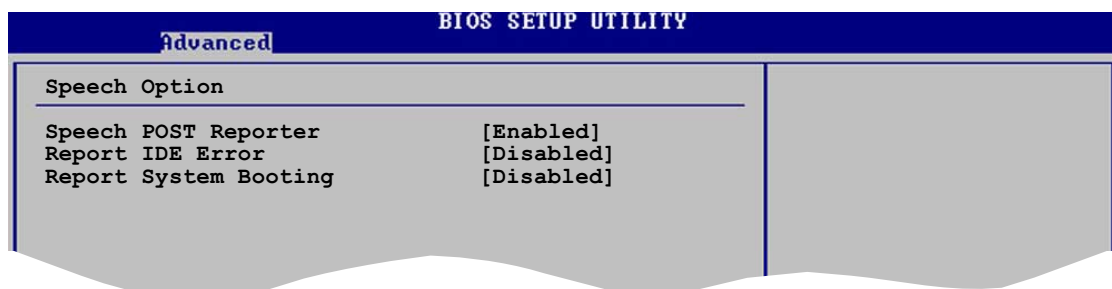 BIOS SETUP UTILITY
Advanced
Speech Option
Speech POST Reporter [Enabled]
Report IDE Error [Disabled]
Report System Booting [Disabled]